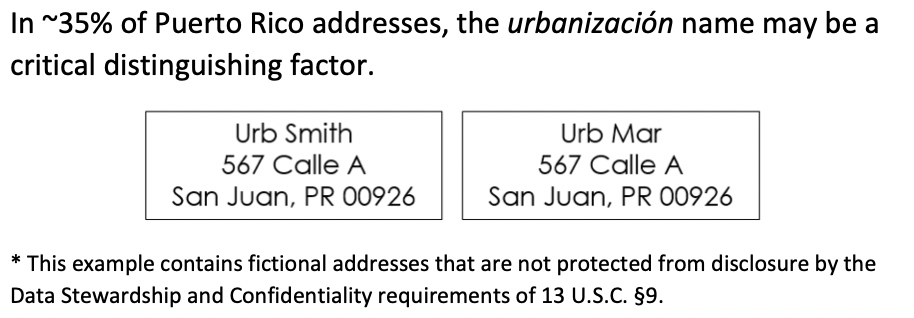 In ~35% of Puerto Rico addresses, the urbanización name may be a
critical distinguishing factor.
Urb Smith
567 Calle A
San Juan, PR 00926
Urb Mar
567 Calle A
San Juan, PR 00926
* This example contains fictional addresses that are not protected from disclosure by the
Data Stewardship and Confidentiality requirements of 13 U.S.C. §9.